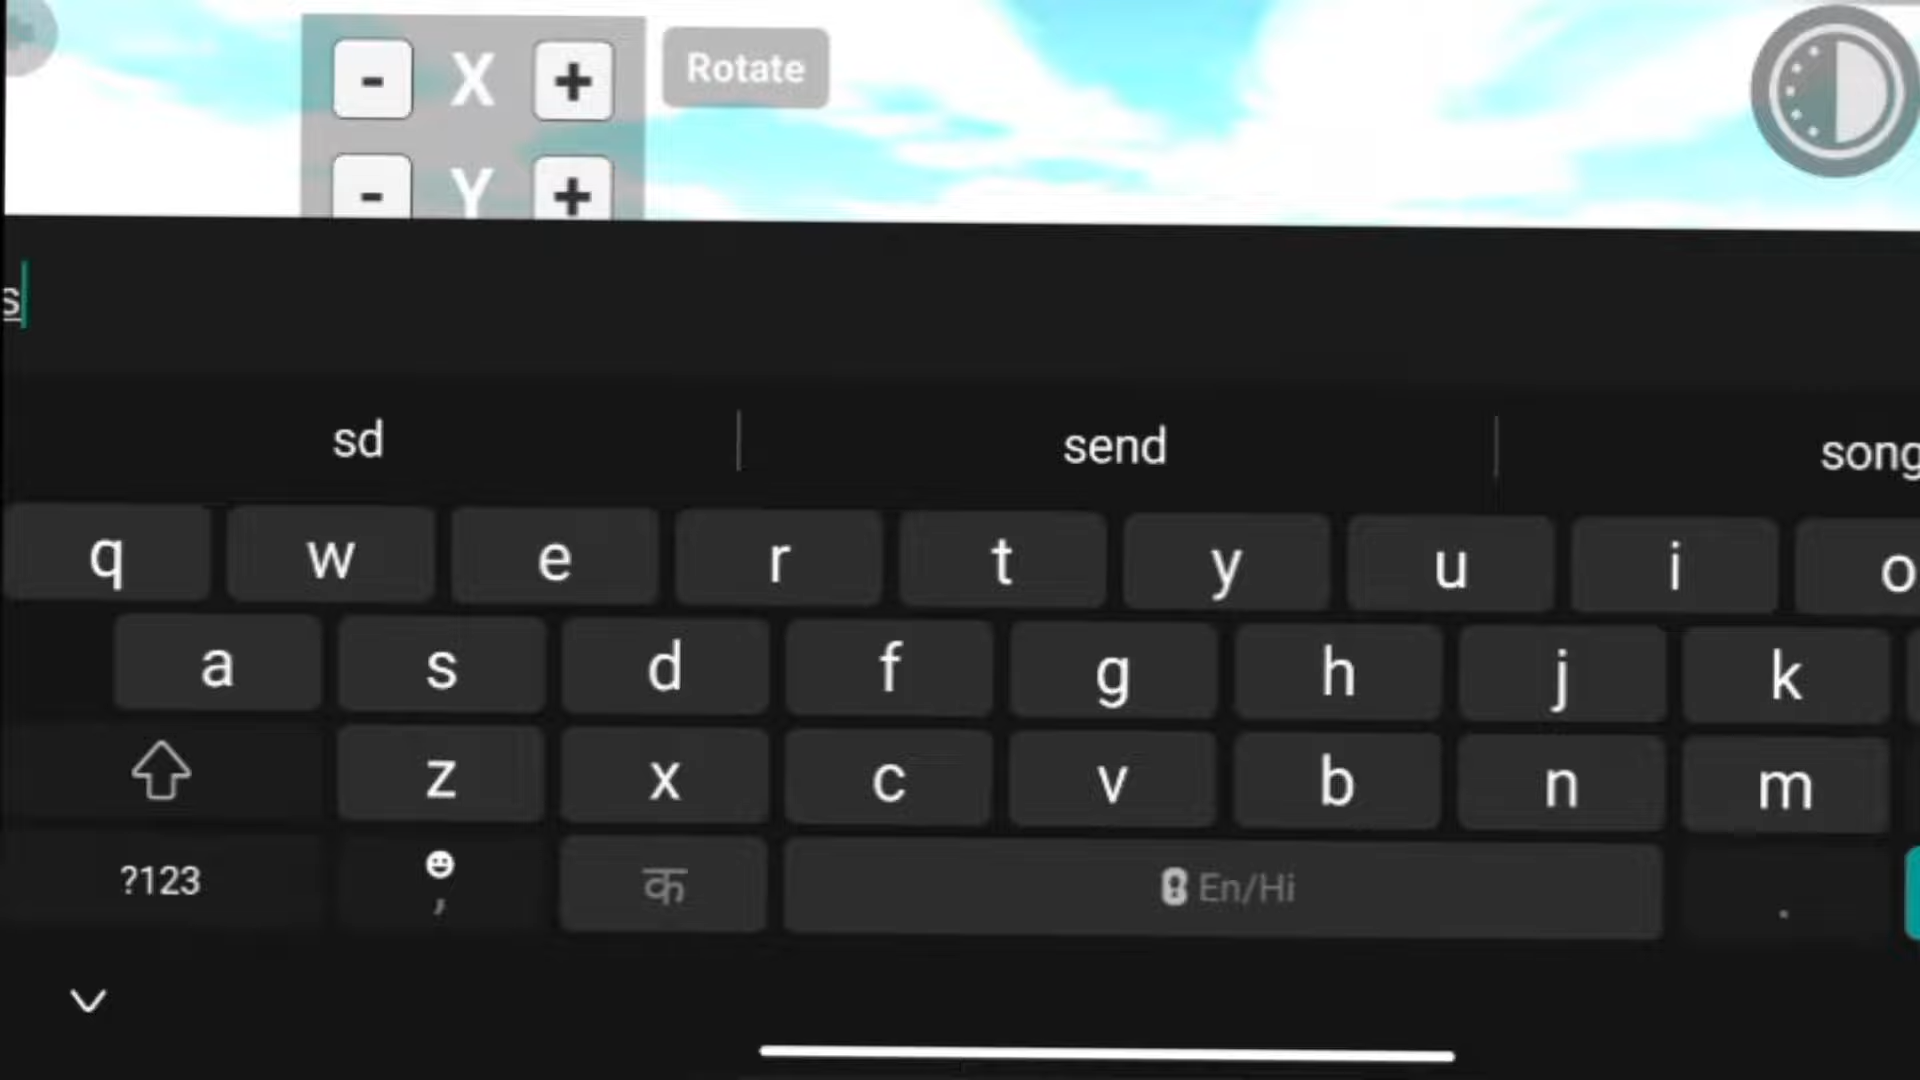 - X + Rotate
- Y +
s
sd send song
q w e r t y u i o
a s d f g h j k
z x c v b n m
?123 , क En/Hi .